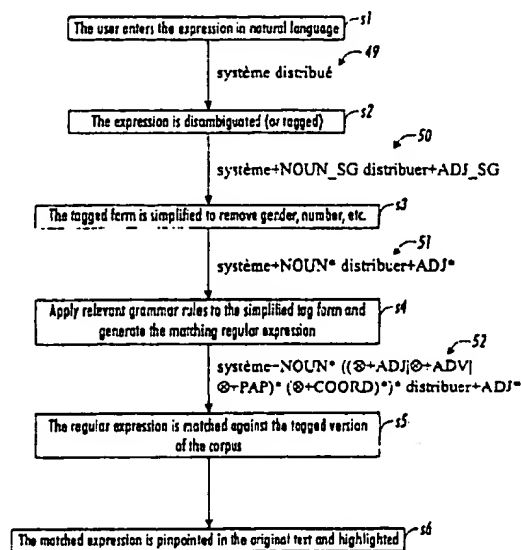 The user enters the expression in natural language
s1
49
système distribué
The expression is disambiguated (or tagged)
s2
50
système+NOUN_SG distribuer+ADJ_SG
The tagged form is simplified to remove gender, number, etc.
s3
51
système+NOUN* distribuer+ADJ*
Apply relevant grammar rules to the simplified tag form and
generate the matching regular expression
s4
52
système+NOUN* ((⊗+ADJ|⊗+ADV|
⊗+PAP)* (⊗+COORD)*)* distribuer+ADJ*
The regular expression is matched against the tagged version
of the corpus
s5
The matched expression is pinpointed in the original text and highlighted
s6